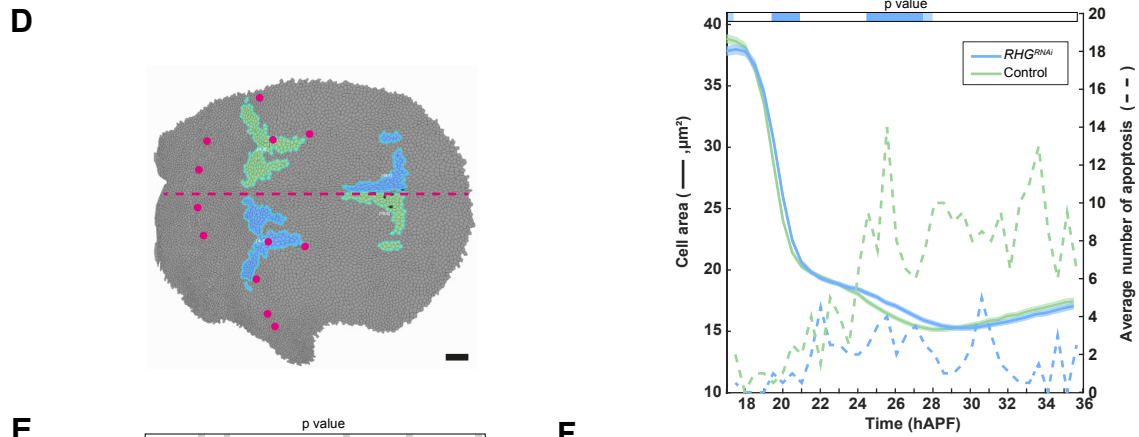 D
p value
40
35
30
25
20
15
10
Cell area ( — ,µm²)
RHG^RNAi
Control
20
18
16
14
12
10
8
6
4
2
0
Average number of apoptosis (- -)
18 20 22 24 26 28 30 32 34 36
Time (hAPF)
E
p value
F